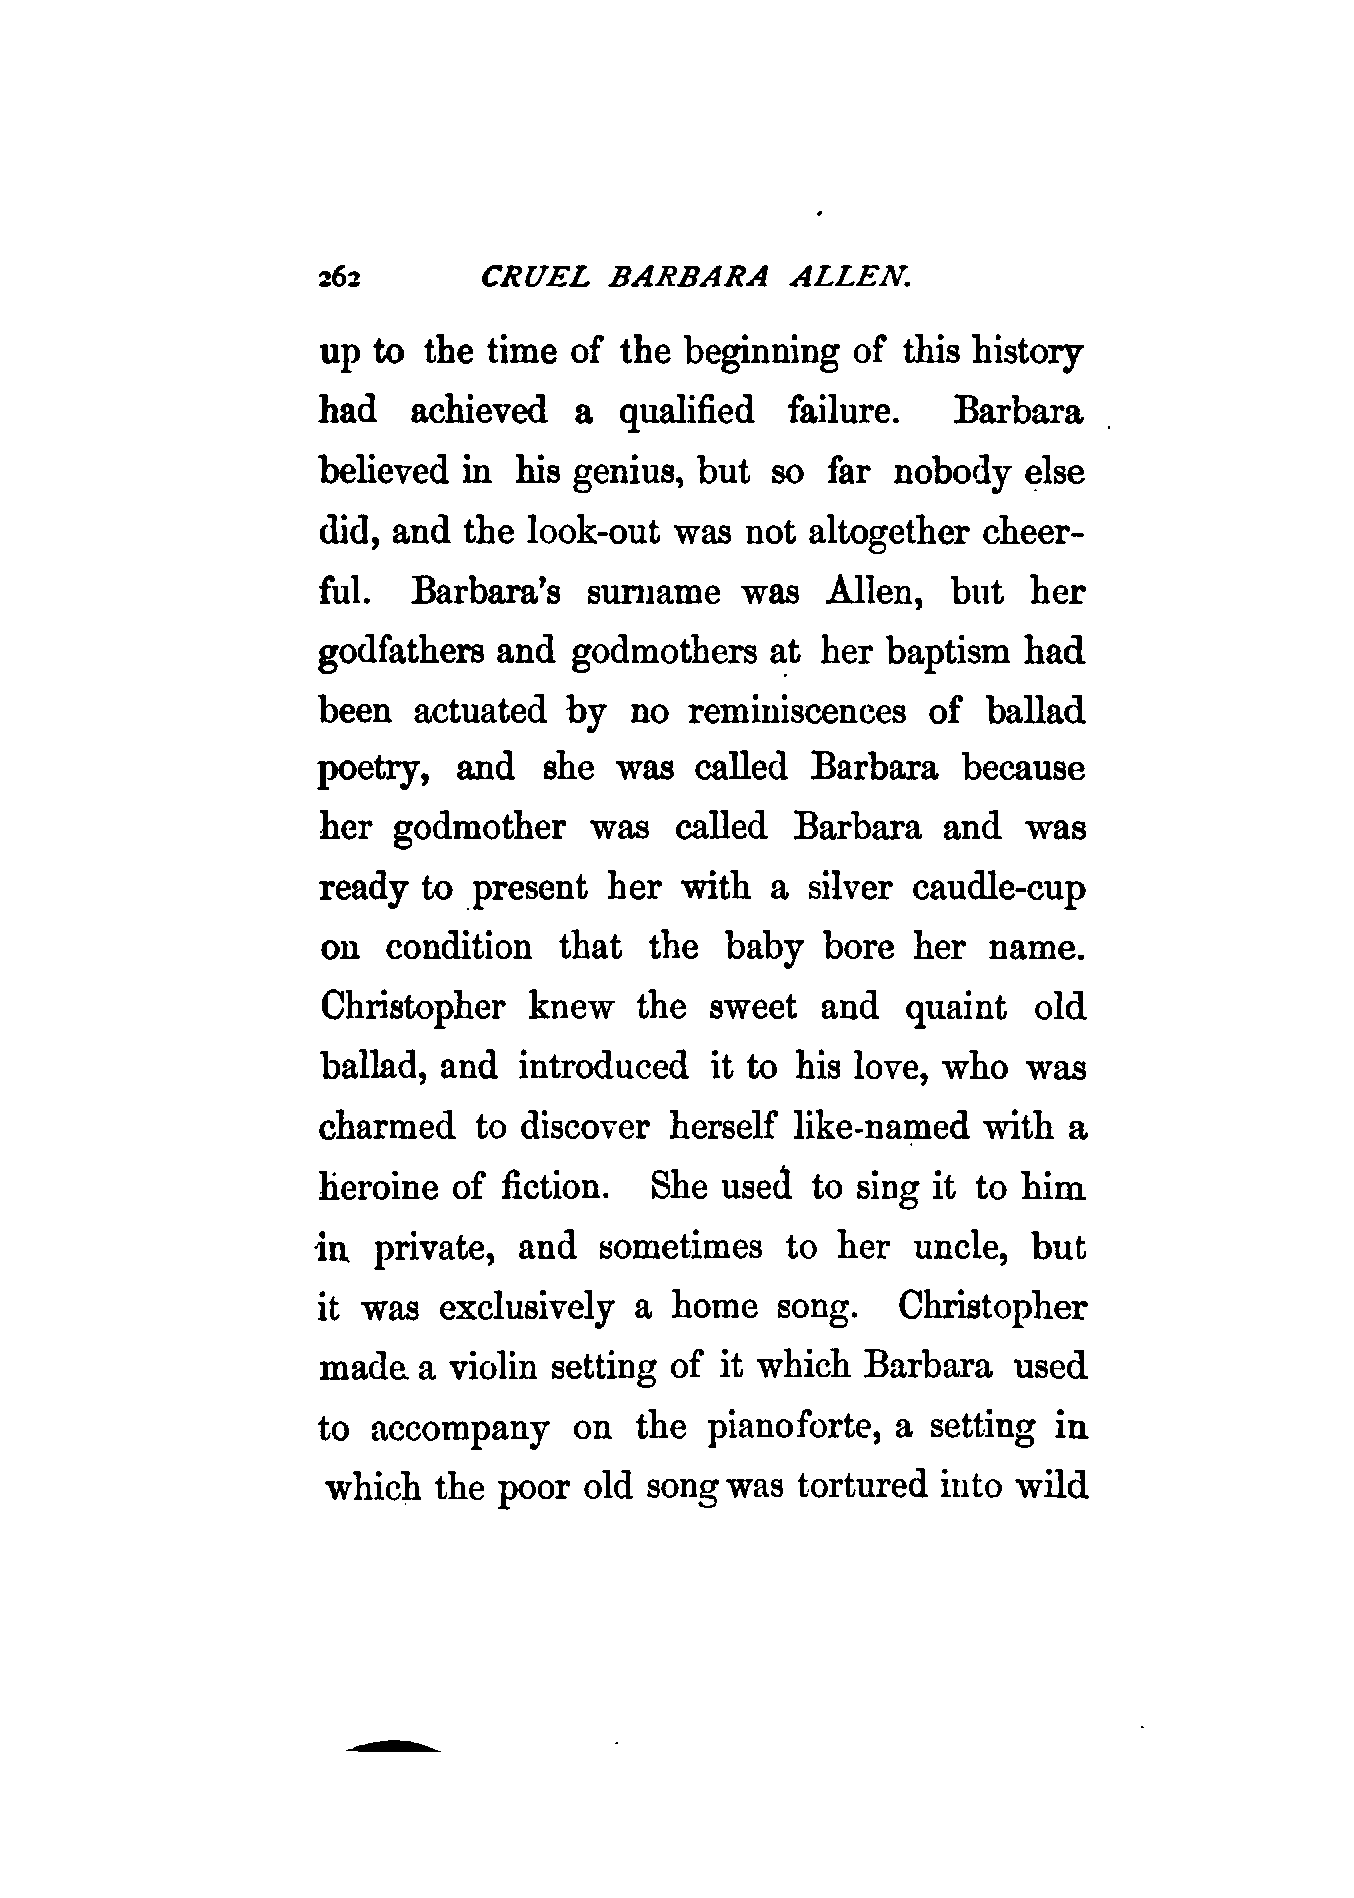 262 CRUEL BARBARA ALLEN.
up to the time of the beginning of this history
had achieved a qualified failure. Barbara
believed in his genius, but so far nobody else
did, and the look-out was not altogether cheer-
ful. Barbara's surname was Allen, but her
godfathers and godmothers at her baptism had
been actuated by no reminiscences of ballad
poetry, and she was called Barbara because
her godmother was called Barbara and was
ready to present her with a silver caudle-cup
on condition that the baby bore her name.
Christopher knew the sweet and quaint old
ballad, and introduced it to his love, who was
charmed to discover herself like-named with a
heroine of fiction. She used to sing it to him
in private, and sometimes to her uncle, but
it was exclusively a home song. Christopher
made a violin setting of it which Barbara used
to accompany on the pianoforte, a setting in
which the poor old song was tortured into wild